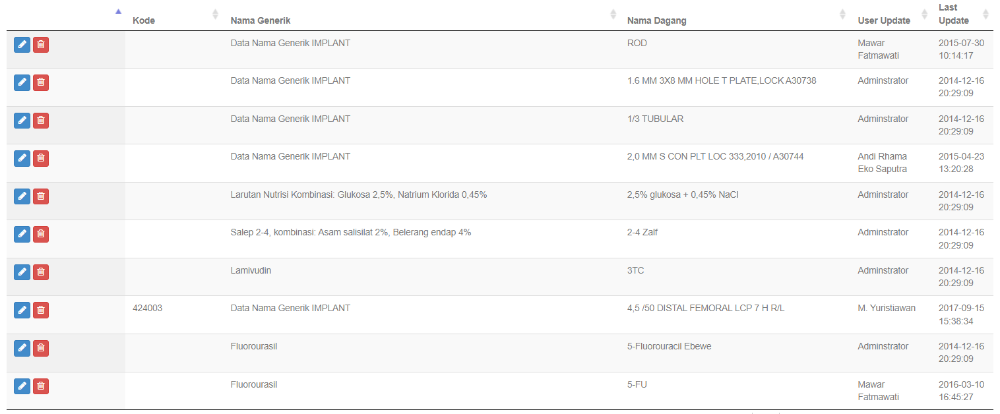 Kode Nama Generik Nama Dagang User Update Last
Update
Data Nama Generik IMPLANT ROD Mawar 2015-07-30
Fatmawati 10:14:17
Data Nama Generik IMPLANT 1.6 MM 3X8 MM HOLE T PLATE,LOCK A30738 Adminstrator 2014-12-16
20:29:09
Data Nama Generik IMPLANT 1/3 TUBULAR Adminstrator 2014-12-16
20:29:09
Data Nama Generik IMPLANT 2,0 MM S CON PLT LOC 333,2010 / A30744 Andi Rhama 2015-04-23
Eko Saputra 13:20:28
Larutan Nutrisi Kombinasi: Glukosa 2,5%, Natrium Klorida 0,45% 2,5% glukosa + 0,45% NaCl Adminstrator 2014-12-16
20:29:09
Salep 2-4, kombinasi: Asam salisilat 2%, Belerang endap 4% 2-4 Zalf Adminstrator 2014-12-16
20:29:09
Lamivudin 3TC Adminstrator 2014-12-16
20:29:09
424003 Data Nama Generik IMPLANT 4,5 /50 DISTAL FEMORAL LCP 7 H R/L M. Yuristiawan 2017-09-15
15:38:34
Fluorourasil 5-Fluorouracil Ebewe Adminstrator 2014-12-16
20:29:09
Fluorourasil 5-FU Mawar 2016-03-10
Fatmawati 16:45:27